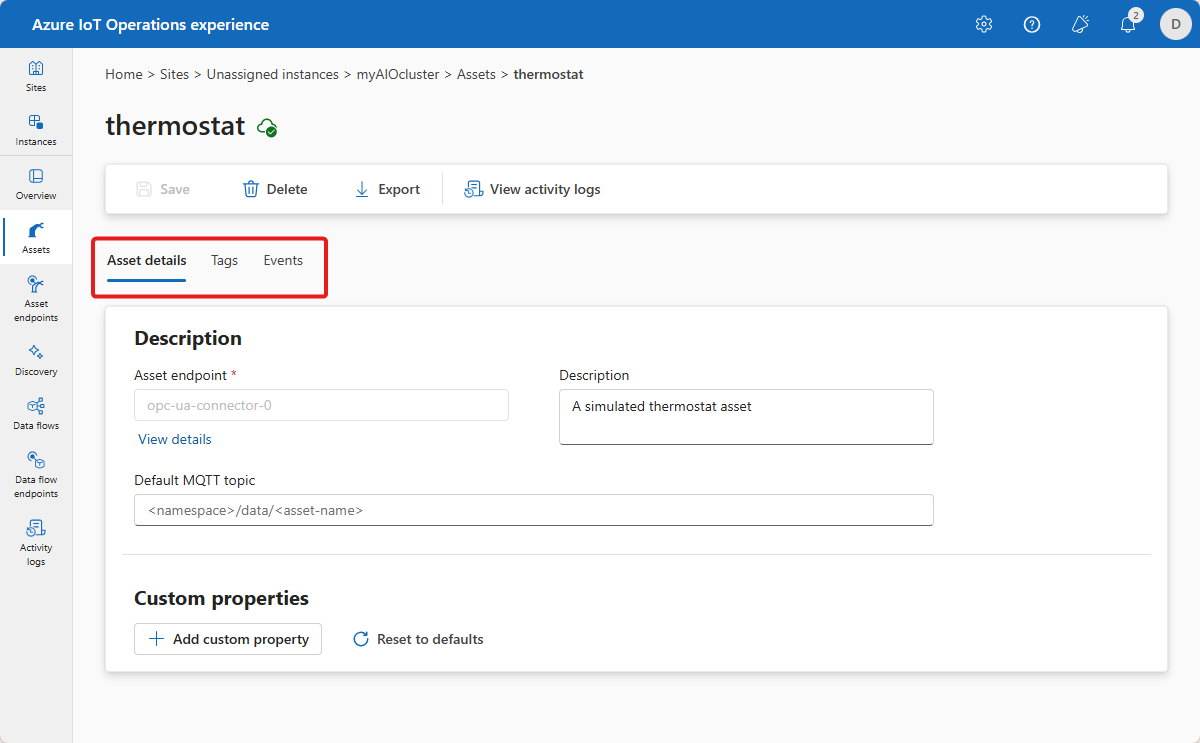 Azure IoT Operations experience
2
D
Sites
Instances
Overview
Assets
Asset
endpoints
Discovery
Data flows
Data flow
endpoints
Activity
logs
Home > Sites > Unassigned instances > myAIOcluster > Assets > thermostat
thermostat
Save Delete Export View activity logs
Asset details Tags Events
Description
Asset endpoint *
opc-ua-connector-0
View details
Description
A simulated thermostat asset
Default MQTT topic
<namespace>/data/<asset-name>
Custom properties
Add custom property Reset to defaults